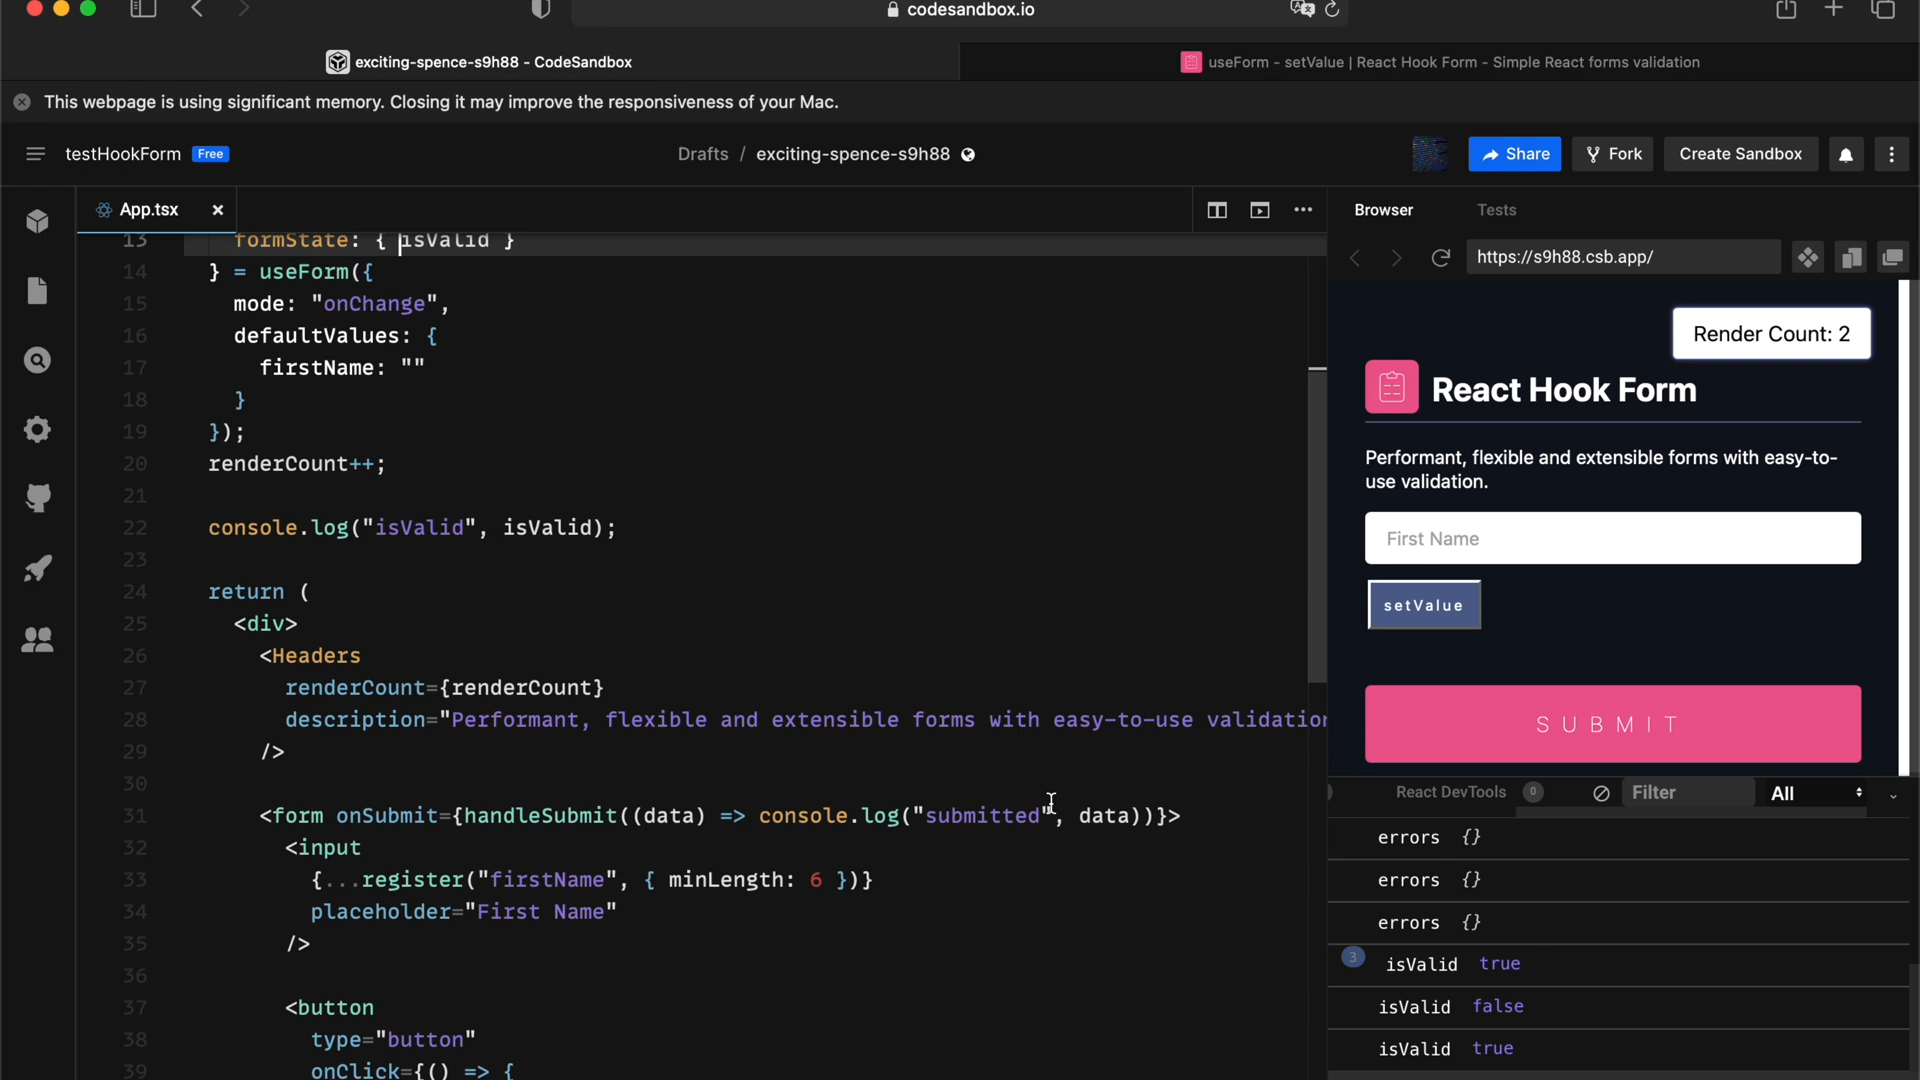 codesandbox.io
exciting-spence-s9h88 - CodeSandbox
useForm - setValue | React Hook Form - Simple React forms validation
This webpage is using significant memory. Closing it may improve the responsiveness of your Mac.
testHookForm Free
Drafts / exciting-spence-s9h88
Share
Fork
Create Sandbox
App.tsx
13 formState: { isValid }
14 } = useForm({
15 mode: "onChange",
16 defaultValues: {
17 firstName: ""
18 }
19 });
20 renderCount++;
21
22 console.log("isValid", isValid);
23
24 return (
25 <div>
26 <Headers
27 renderCount={renderCount}
28 description="Performant, flexible and extensible forms with easy-to-use validation
29 />
30
31 <form onSubmit={handleSubmit((data) => console.log("submitted", data))}>
32 <input
33 {...register("firstName", { minLength: 6 })}
34 placeholder="First Name"
35 />
36
37 <button
38 type="button"
39 onClick={() => {
Browser
Tests
https://s9h88.csb.app/
Render Count: 2
React Hook Form
Performant, flexible and extensible forms with easy-to-
use validation.
First Name
setValue
SUBMIT
React DevTools 0
Filter
All
errors {}
errors {}
errors {}
3 isValid true
isValid false
isValid true